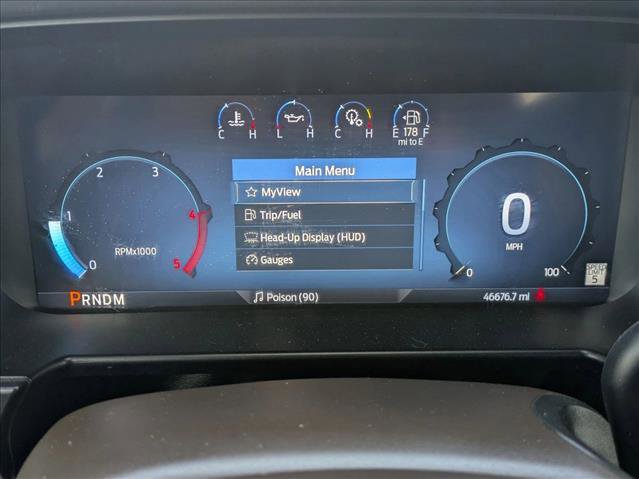 C H L H C H E 178 F
mi to E
Main Menu
MyView
Trip/Fuel
Head-Up Display (HUD)
Gauges
0 1 2 3 4 5
RPMx1000
0
MPH
0 100
SPEED
LIMIT
5
PRNDM
Poison (90)
46676.7 mi